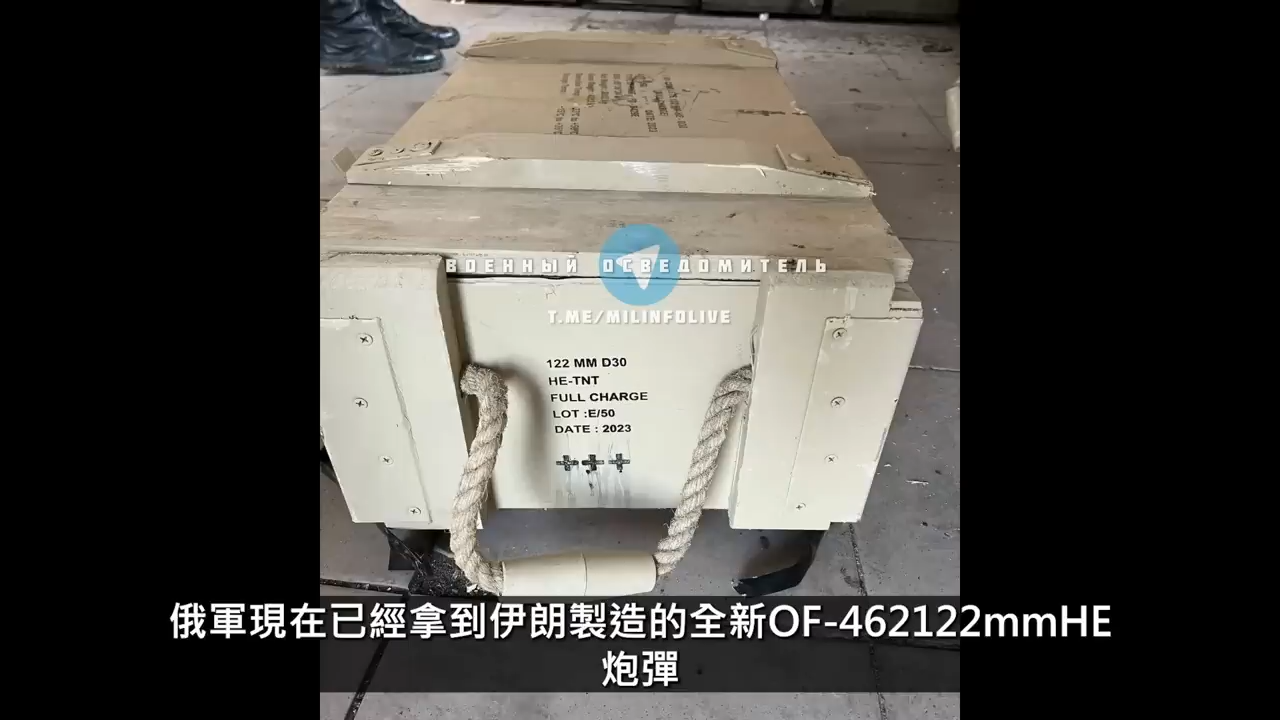 ВОЕННЫЙ ОСВЕДОМИТЕЛЬ
T.ME/MILINFOLIVE
122 MM D30
HE-TNT
FULL CHARGE
LOT :E/50
DATE : 2023
俄軍現在已經拿到伊朗製造的全新OF-462122mmHE
炮彈